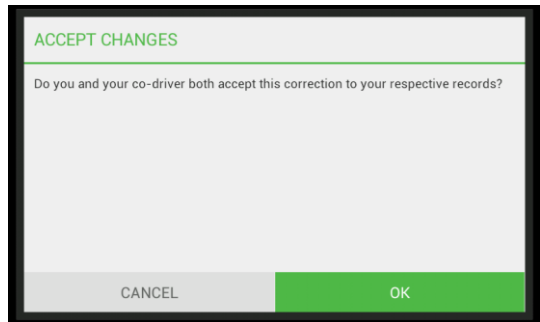 ACCEPT CHANGES
Do you and your co-driver both accept this correction to your respective records?
CANCEL
OK